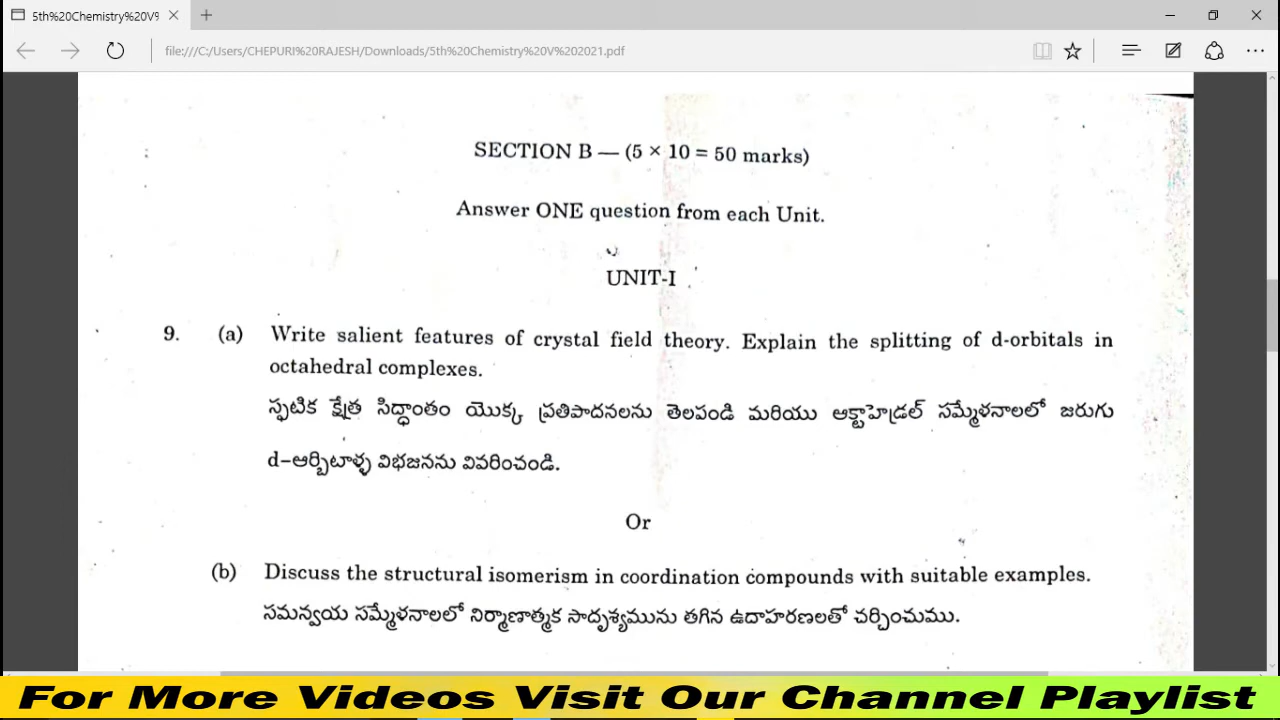 5th%20Chemistry%20V%
file:///C:/Users/CHEPURI%20RAJESH/Downloads/5th%20Chemistry%20V%202021.pdf
SECTION B — (5 × 10 = 50 marks)
Answer ONE question from each Unit.
UNIT-I
9. (a) Write salient features of crystal field theory. Explain the splitting of d-orbitals in
octahedral complexes.
స్ఫటిక క్షేత్ర సిద్ధాంతం యొక్క ప్రతిపాదనలను తెలపండి మరియు ఆక్టాహెడ్రల్ సమ్మేళనాలలో జరుగు
d–ఆర్బిటాళ్ళ విభజనను వివరించండి.
Or
(b) Discuss the structural isomerism in coordination compounds with suitable examples.
సమన్వయ సమ్మేళనాలలో నిర్మాణాత్మక సాదృశ్యమును తగిన ఉదాహరణలతో చర్చించుము.
For More Videos Visit Our Channel Playlist